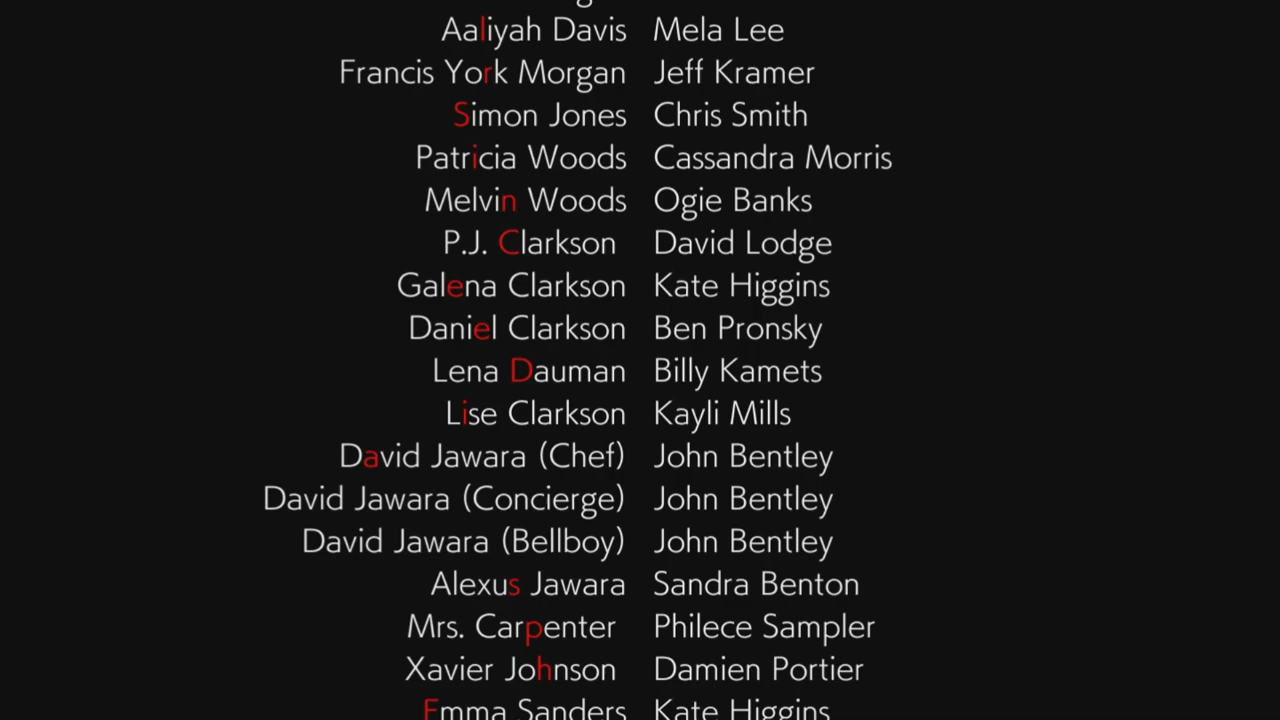 Aaliyah Davis Mela Lee
Francis York Morgan Jeff Kramer
Simon Jones Chris Smith
Patricia Woods Cassandra Morris
Melvin Woods Ogie Banks
P.J. Clarkson David Lodge
Galena Clarkson Kate Higgins
Daniel Clarkson Ben Pronsky
Lena Dauman Billy Kamets
Lise Clarkson Kayli Mills
David Jawara (Chef) John Bentley
David Jawara (Concierge) John Bentley
David Jawara (Bellboy) John Bentley
Alexus Jawara Sandra Benton
Mrs. Carpenter Philece Sampler
Xavier Johnson Damien Portier
Emma Sanders Kate Higgins